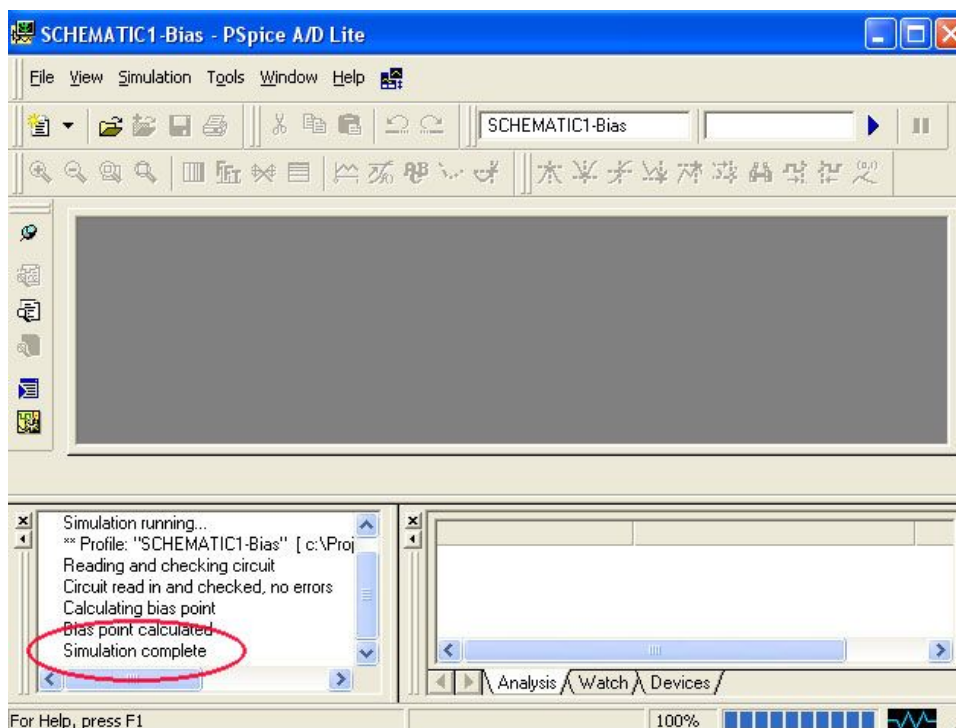 SCHEMATIC1-Bias - PSpice A/D Lite
File View Simulation Tools Window Help
SCHEMATIC1-Bias
Simulation running...
** Profile: "SCHEMATIC1-Bias" [ c:\Proj
Reading and checking circuit
Circuit read in and checked, no errors
Calculating bias point
Bias point calculated
Simulation complete
Analysis Watch Devices
For Help, press F1 100%